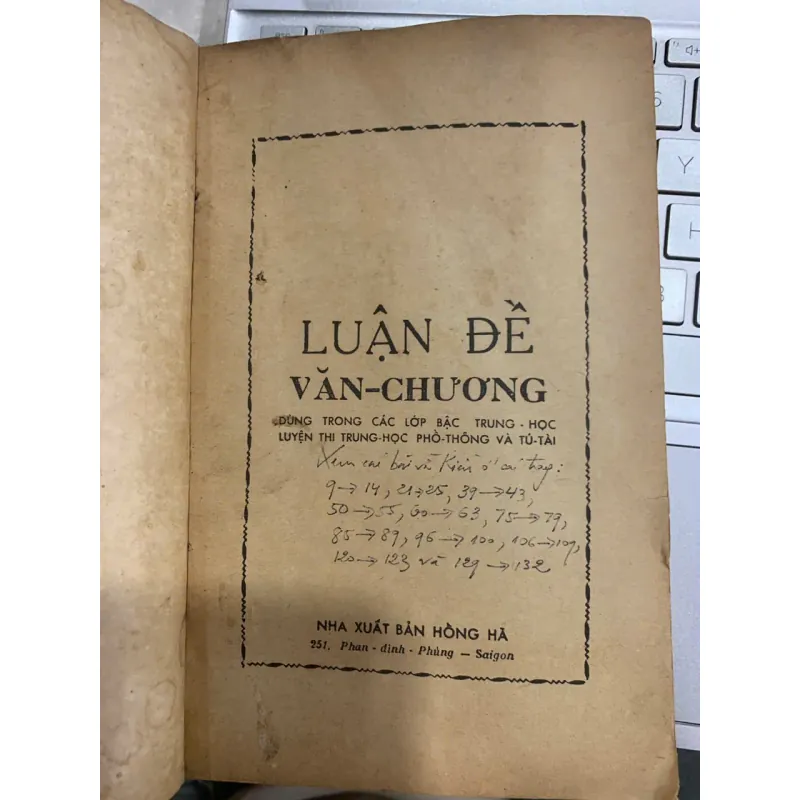 LUẬN ĐỀ
VĂN-CHƯƠNG
DÙNG TRONG CÁC LỚP BẬC TRUNG - HỌC
LUYỆN THI TRUNG-HỌC PHỔ-THÔNG VÀ TÚ-TÀI
Xem các bài về Kiều ở các trang:
9→14, 21→25, 39→43,
50→55, 60→63, 75→79,
85→89, 96→100, 106→109,
120→123 và 129→132
NHA XUẤT BẢN HỒNG HÀ
251, Phan - đình - Phùng — Saigon
Y
H